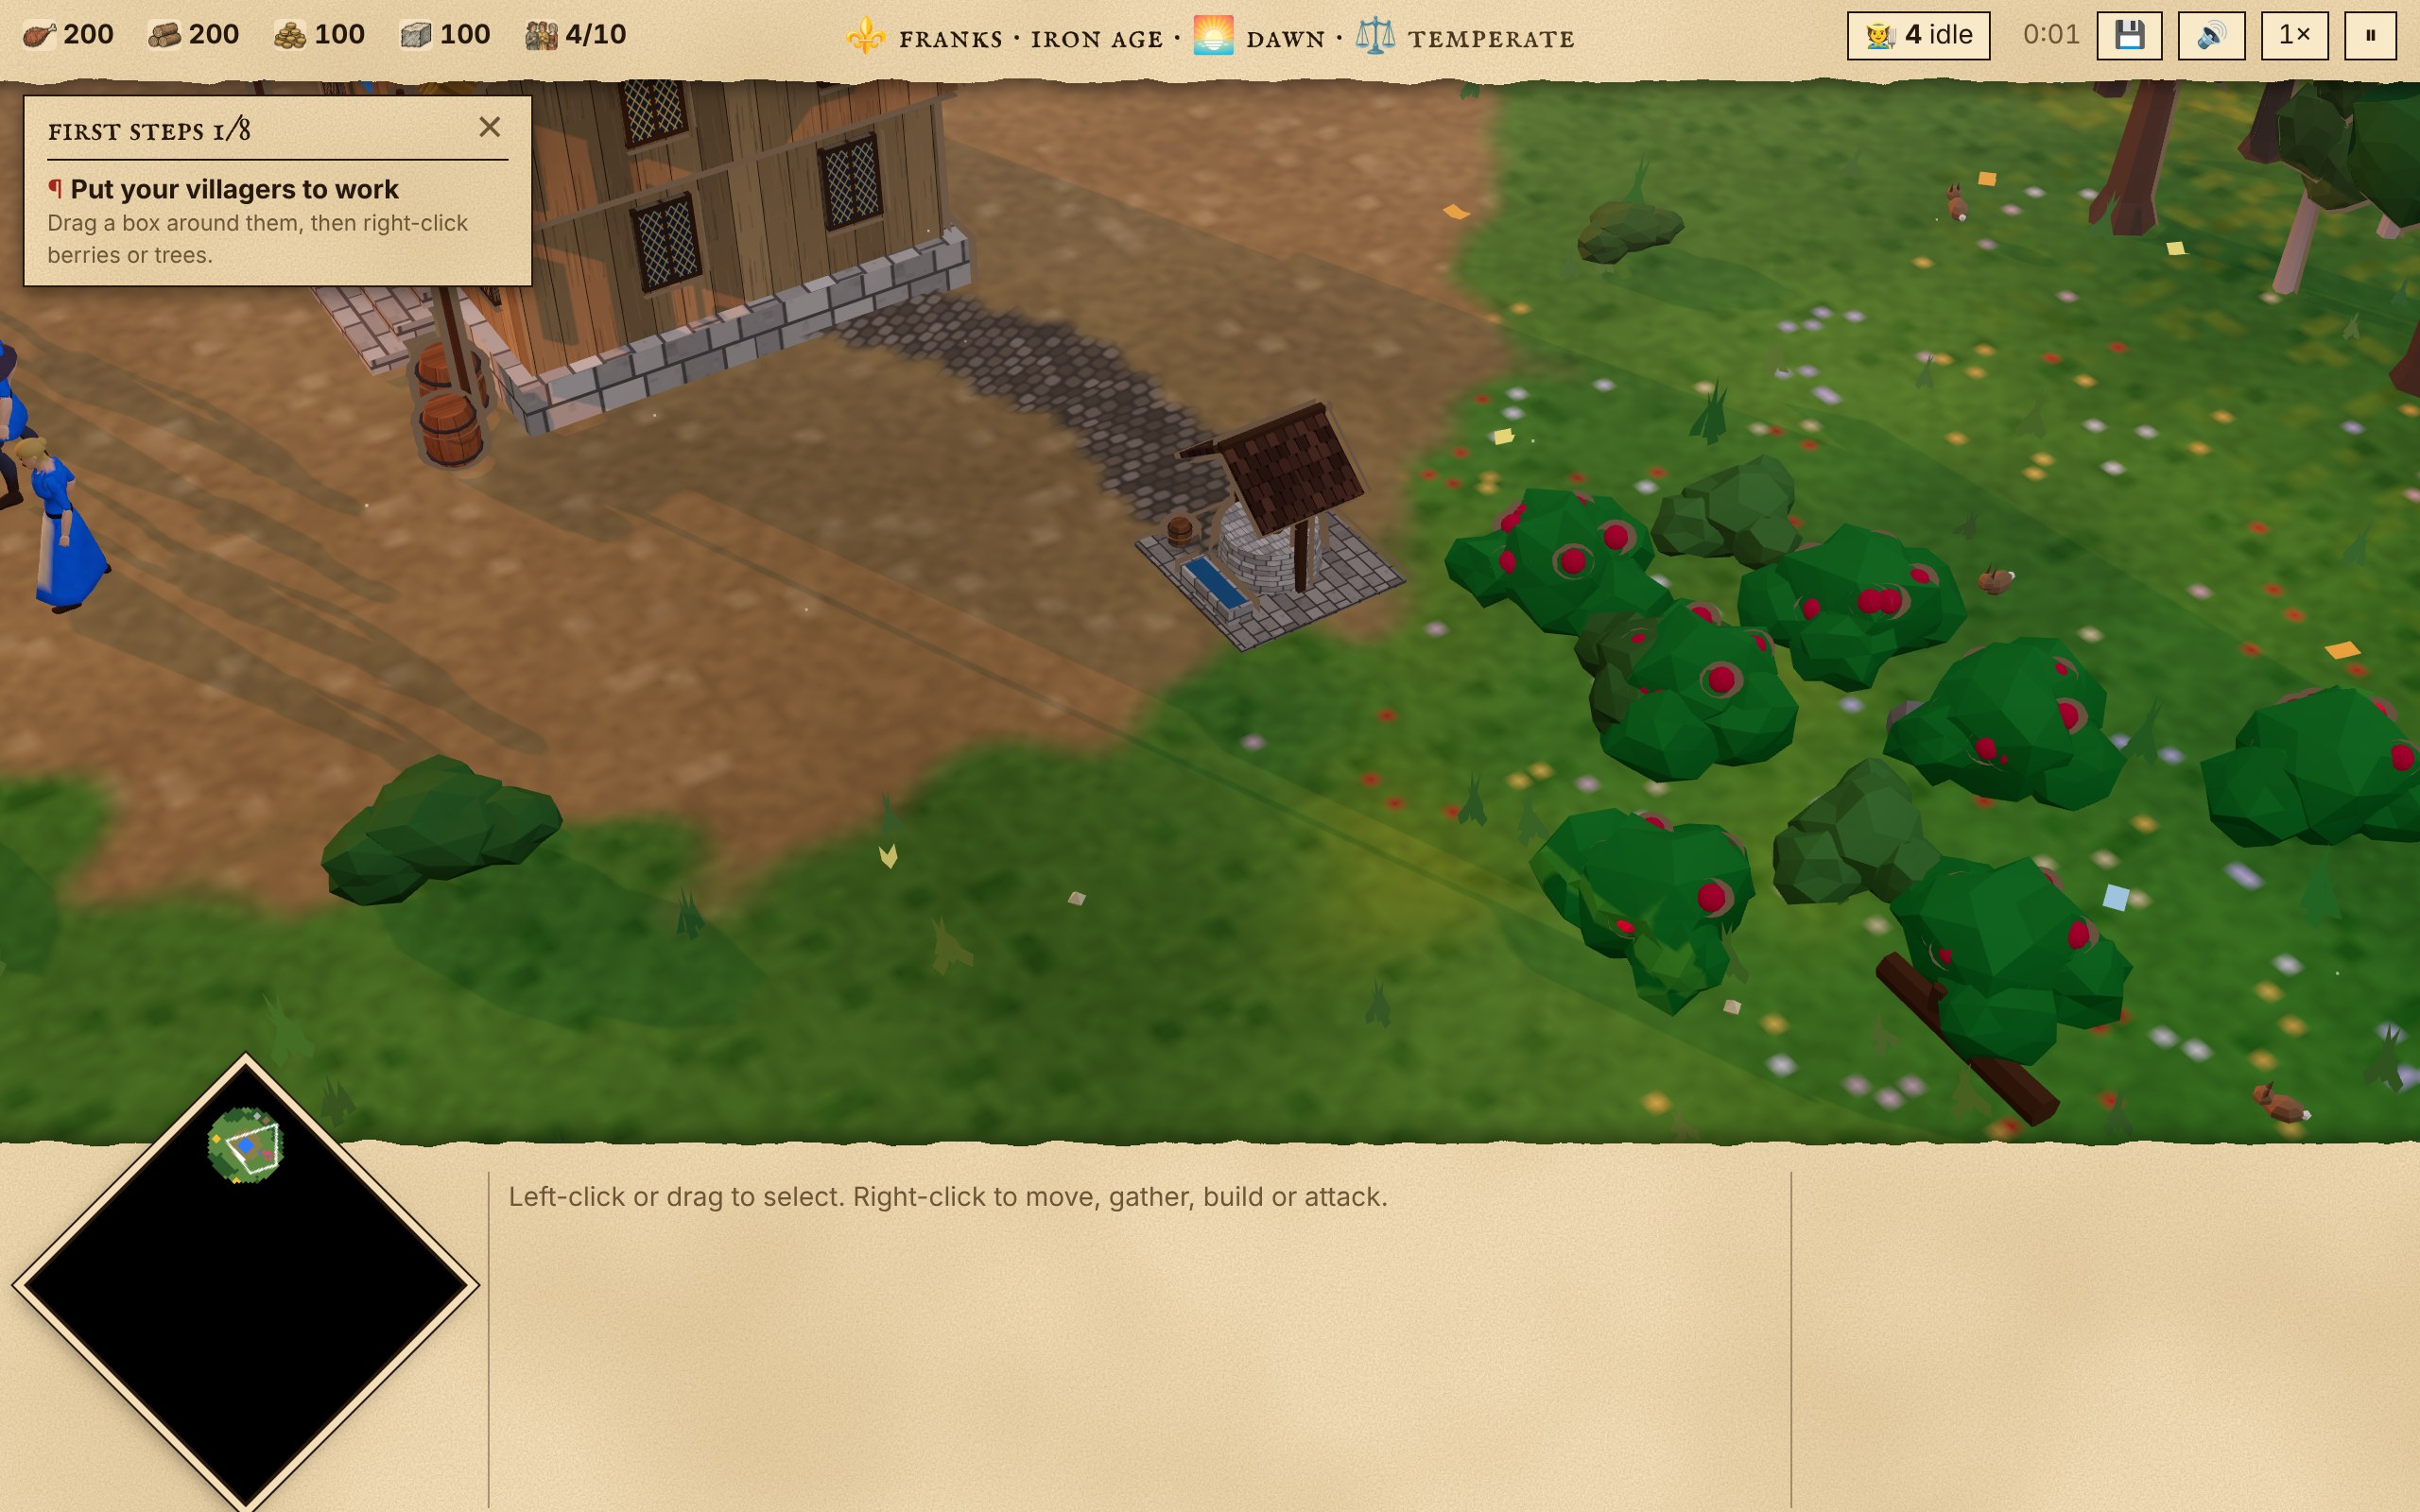 200 200 100 100 4/10
FRANKS · IRON AGE · DAWN · TEMPERATE
4 idle 0:01 1×
FIRST STEPS 1/8
¶ Put your villagers to work
Drag a box around them, then right-click
berries or trees.
Left-click or drag to select. Right-click to move, gather, build or attack.